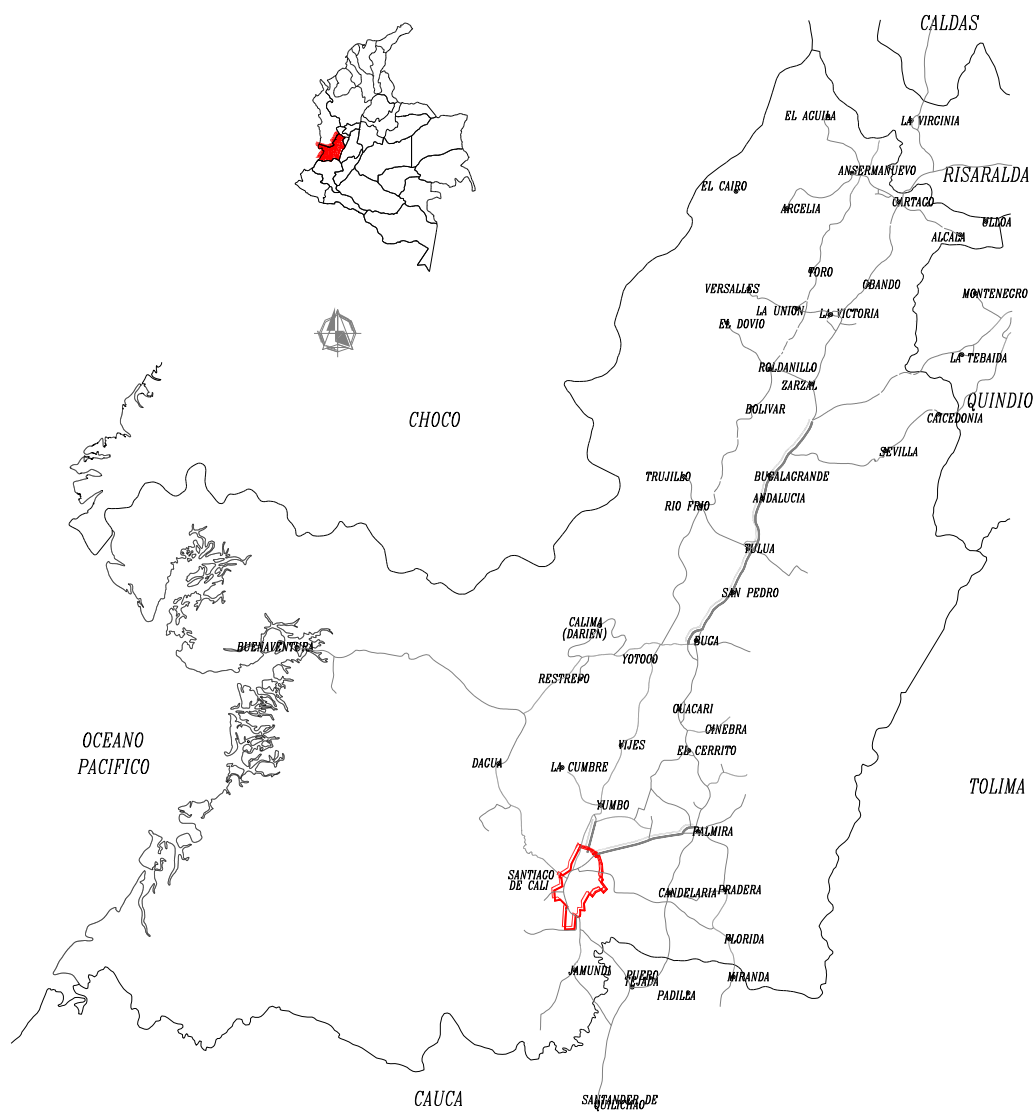 CALDAS
EL AGUILA
LA VIRGINIA
ANSERMANUEVO
RISARALDA
EL CAIRO
ARGELIA
CARTAGO
ULLOA
ALCALA
TORO
VERSALLES
OBANDO
MONTENEGRO
LA UNION
LA VICTORIA
EL DOVIO
LA TEBAIDA
ROLDANILLO
ZARZAL
QUINDIO
BOLIVAR
CAICEDONIA
CHOCO
SEVILLA
TRUJILLO
BUGALAGRANDE
ANDALUCIA
RIO FRIO
TULUA
SAN PEDRO
CALIMA
(DARIEN)
BUENAVENTURA
BUGA
YOTOCO
RESTREPO
GUACARI
GINEBRA
OCEANO
PACIFICO
VIJES
EL CERRITO
DAGUA
LA CUMBRE
TOLIMA
YUMBO
PALMIRA
SANTIAGO
DE CALI
CANDELARIA
PRADERA
FLORIDA
JAMUNDI
PUERO
TEJADA
MIRANDA
PADILLA
CAUCA
SANTANDER DE
QUILICHAO